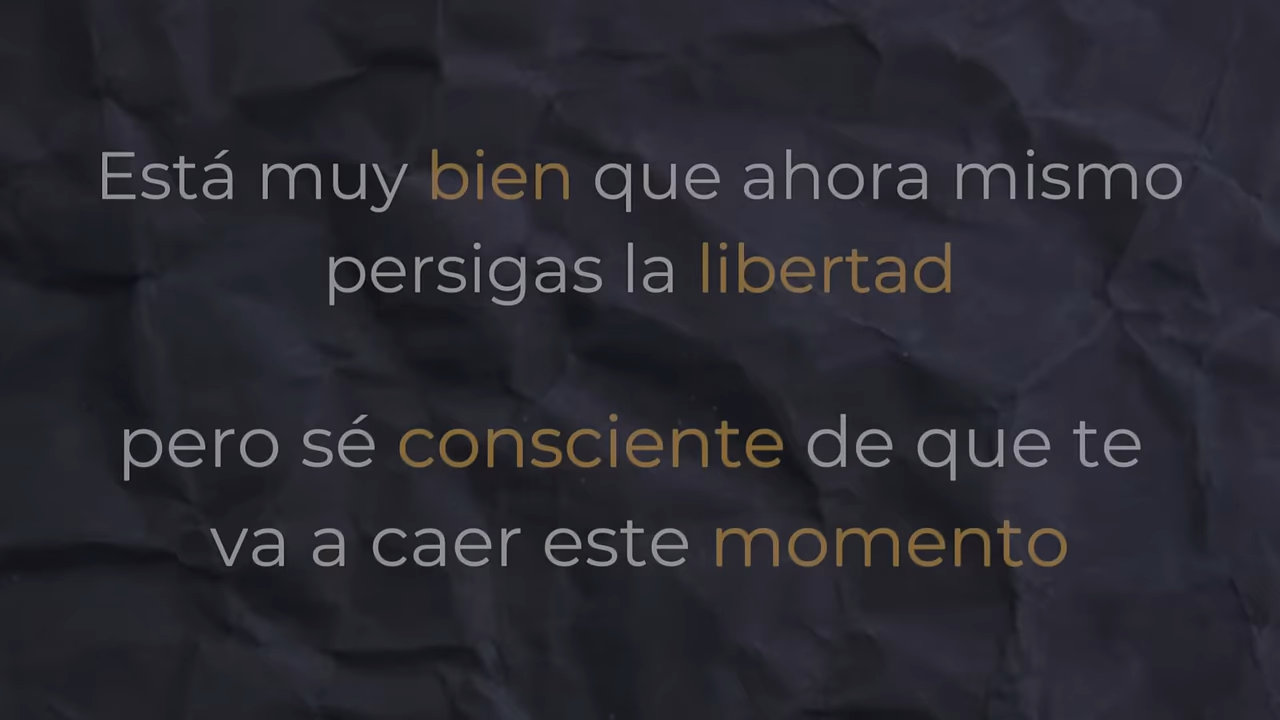 Está muy bien que ahora mismo
persigas la libertad
pero sé consciente de que te
va a caer este momento